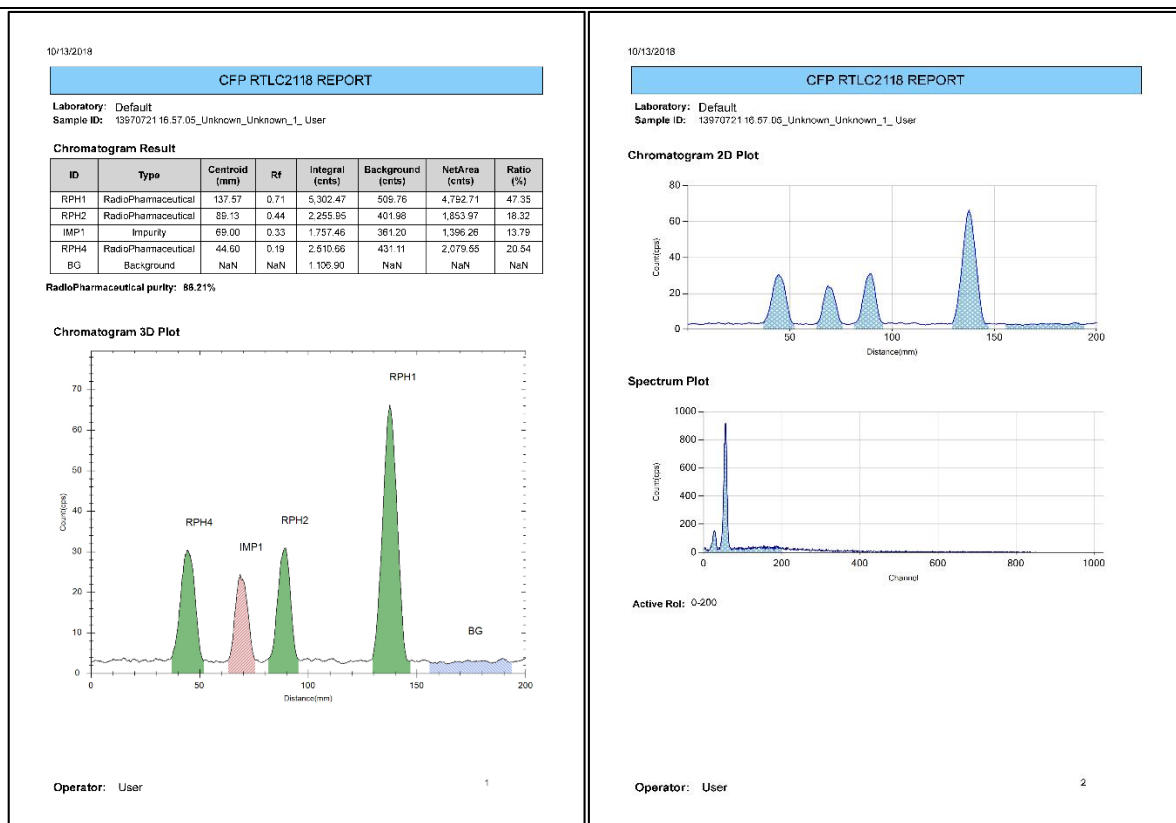 10/13/2018
CFP RTLC2118 REPORT
Laboratory: Default
Sample ID: 13970721 16.57.05_Unknown_Unknown_1_ User
Chromatogram Result
ID Type Centroid (mm) Rf Integral (cnts) Background (cnts) NetArea (cnts) Ratio (%)
RPH1 RadioPharmaceutical 137.57 0.71 5,302.47 509.76 4,792.71 47.35
RPH2 RadioPharmaceutical 89.13 0.44 2,255.95 401.98 1,853.97 18.32
IMP1 Impurity 69.00 0.33 1,757.46 361.20 1,396.26 13.79
RPH4 RadioPharmaceutical 44.60 0.19 2,510.66 431.11 2,079.55 20.54
BG Background NaN NaN 1,106.90 NaN NaN NaN
RadioPharmaceutical purity: 86.21%
Chromatogram 3D Plot
RPH1
RPH4
RPH2
IMP1
BG
Count(cps)
70
60
50
40
30
20
10
0
0 50 100 150 200
Distance(mm)
Operator: User
1
10/13/2018
CFP RTLC2118 REPORT
Laboratory: Default
Sample ID: 13970721 16.57.05_Unknown_Unknown_1_ User
Chromatogram 2D Plot
Count(cps)
80
60
40
20
0
50 100 150 200
Distance(mm)
Spectrum Plot
Count(cps)
1000
800
600
400
200
0
0 200 400 600 800 1000
Channel
Active RoI: 0-200
Operator: User
2